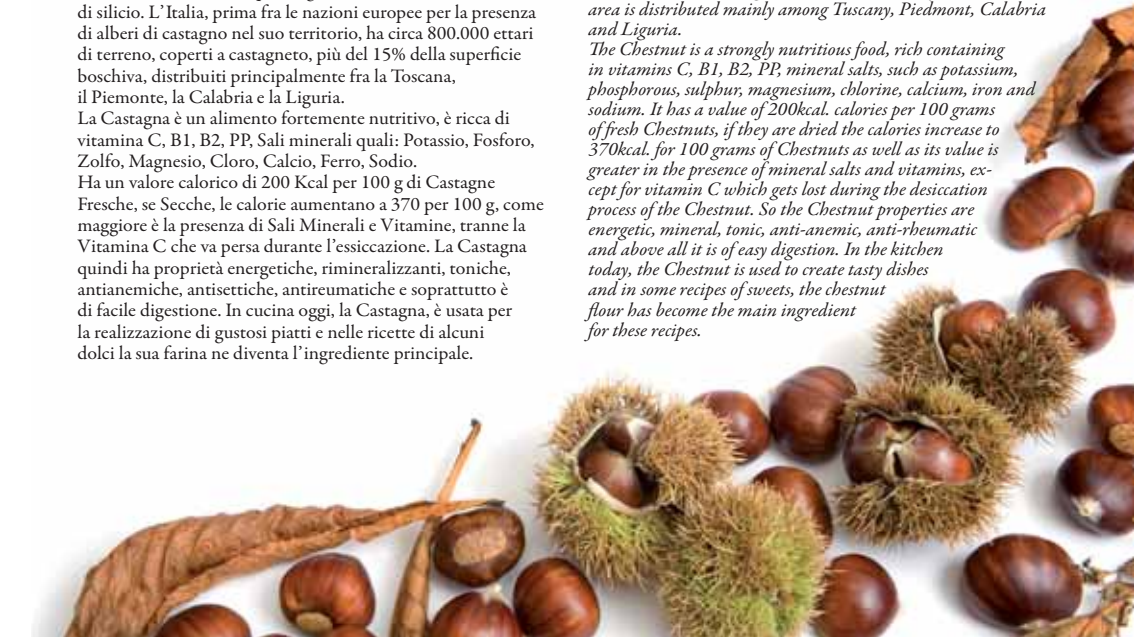 di silicio. L'Italia, prima fra le nazioni europee per la presenza
di alberi di castagno nel suo territorio, ha circa 800.000 ettari
di terreno, coperti a castagneto, più del 15% della superficie
boschiva, distribuiti principalmente fra la Toscana,
il Piemonte, la Calabria e la Liguria.
La Castagna è un alimento fortemente nutritivo, è ricca di
vitamina C, B1, B2, PP, Sali minerali quali: Potassio, Fosforo,
Zolfo, Magnesio, Cloro, Calcio, Ferro, Sodio.
Ha un valore calorico di 200 Kcal per 100 g di Castagne
Fresche, se Secche, le calorie aumentano a 370 per 100 g, come
maggiore è la presenza di Sali Minerali e Vitamine, tranne la
Vitamina C che va persa durante l'essiccazione. La Castagna
quindi ha proprietà energetiche, rimineralizzanti, toniche,
antianemiche, antisettiche, antireumatiche e soprattutto è
di facile digestione. In cucina oggi, la Castagna, è usata per
la realizzazione di gustosi piatti e nelle ricette di alcuni
dolci la sua farina ne diventa l'ingrediente principale.
area is distributed mainly among Tuscany, Piedmont, Calabria
and Liguria.
The Chestnut is a strongly nutritious food, rich containing
in vitamins C, B1, B2, PP, mineral salts, such as potassium,
phosphorous, sulphur, magnesium, chlorine, calcium, iron and
sodium. It has a value of 200kcal. calories per 100 grams
of fresh Chestnuts, if they are dried the calories increase to
370kcal. for 100 grams of Chestnuts as well as its value is
greater in the presence of mineral salts and vitamins, ex-
cept for vitamin C which gets lost during the desiccation
process of the Chestnut. So the Chestnut properties are
energetic, mineral, tonic, anti-anemic, anti-rheumatic
and above all it is of easy digestion. In the kitchen
today, the Chestnut is used to create tasty dishes
and in some recipes of sweets, the chestnut
flour has become the main ingredient
for these recipes.